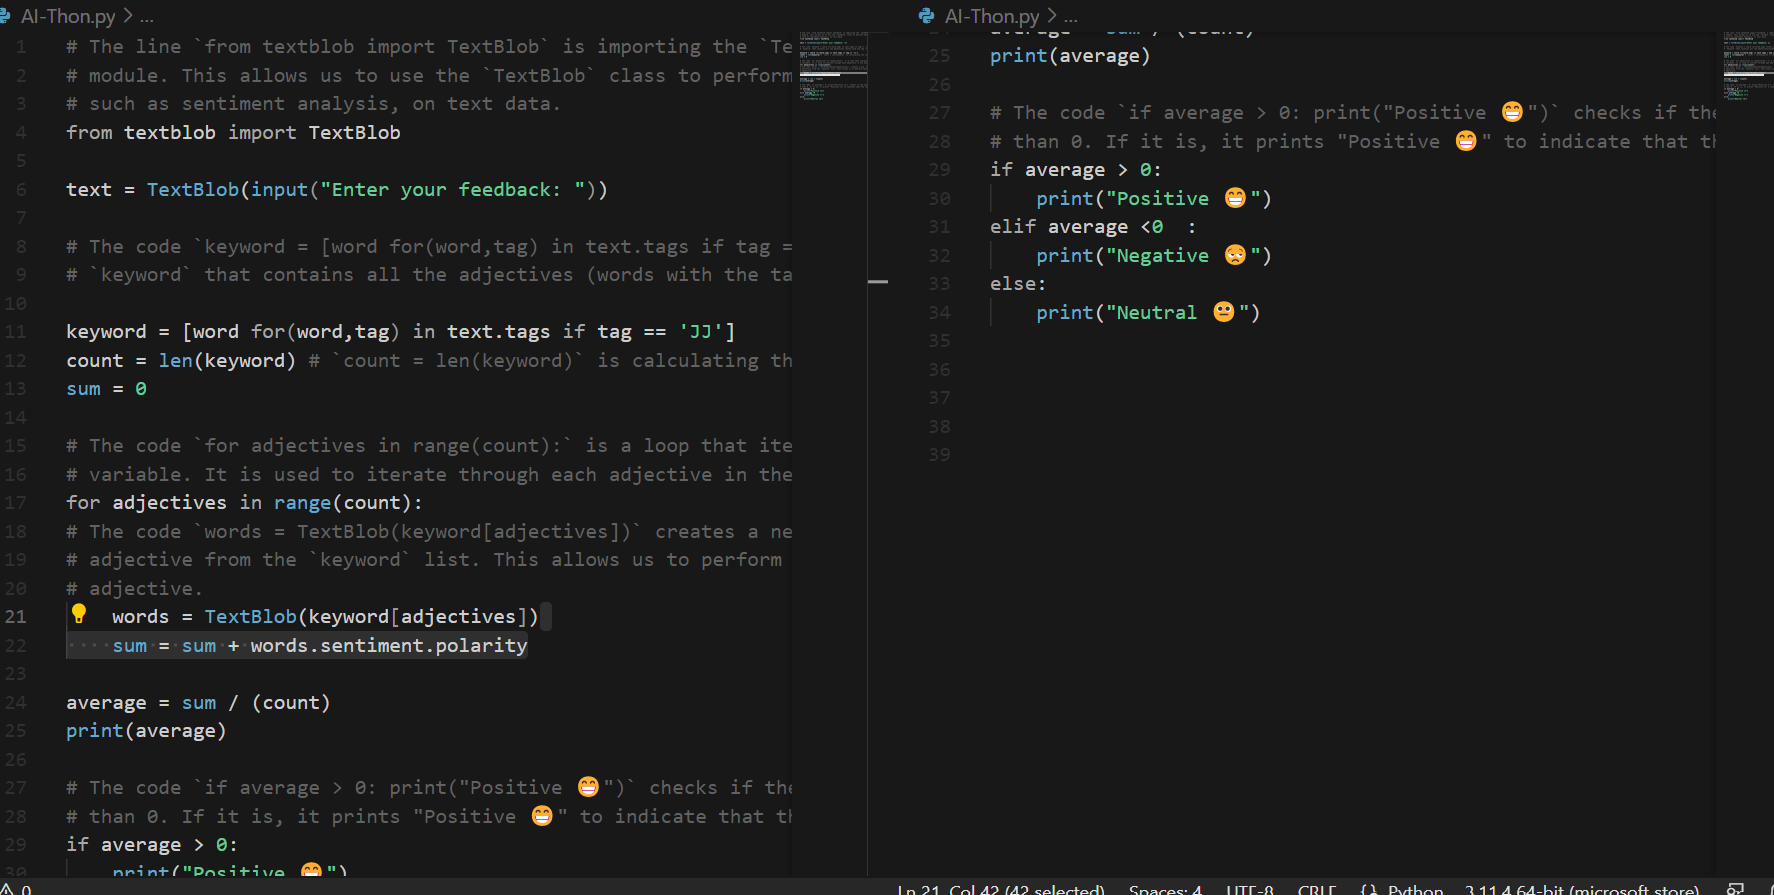 AI-Thon.py > ...
1 # The line `from textblob import TextBlob` is importing the `Te
2 # module. This allows us to use the `TextBlob` class to perform
3 # such as sentiment analysis, on text data.
4 from textblob import TextBlob
5
6 text = TextBlob(input("Enter your feedback: "))
7
8 # The code `keyword = [word for(word,tag) in text.tags if tag =
9 # `keyword` that contains all the adjectives (words with the ta
10
11 keyword = [word for(word,tag) in text.tags if tag == 'JJ']
12 count = len(keyword) # `count = len(keyword)` is calculating th
13 sum = 0
14
15 # The code `for adjectives in range(count):` is a loop that ite
16 # variable. It is used to iterate through each adjective in the
17 for adjectives in range(count):
18 # The code `words = TextBlob(keyword[adjectives])` creates a ne
19 # adjective from the `keyword` list. This allows us to perform
20 # adjective.
21 words = TextBlob(keyword[adjectives])
22 ····sum·=·sum·+·words.sentiment.polarity
23
24 average = sum / (count)
25 print(average)
26
27 # The code `if average > 0: print("Positive 😁")` checks if the
28 # than 0. If it is, it prints "Positive 😁" to indicate that th
29 if average > 0:
30 print("Positive 😁")
AI-Thon.py > ...
24 average = sum / (count)
25 print(average)
26
27 # The code `if average > 0: print("Positive 😁")` checks if the
28 # than 0. If it is, it prints "Positive 😁" to indicate that th
29 if average > 0:
30 print("Positive 😁")
31 elif average <0  :
32 print("Negative 😒")
33 else:
34 print("Neutral 😐")
35
36
37
38
39
0
Ln 21, Col 42 (42 selected) Spaces: 4 UTF-8 CRLF {} Python 3.11.4 64-bit (microsoft store)